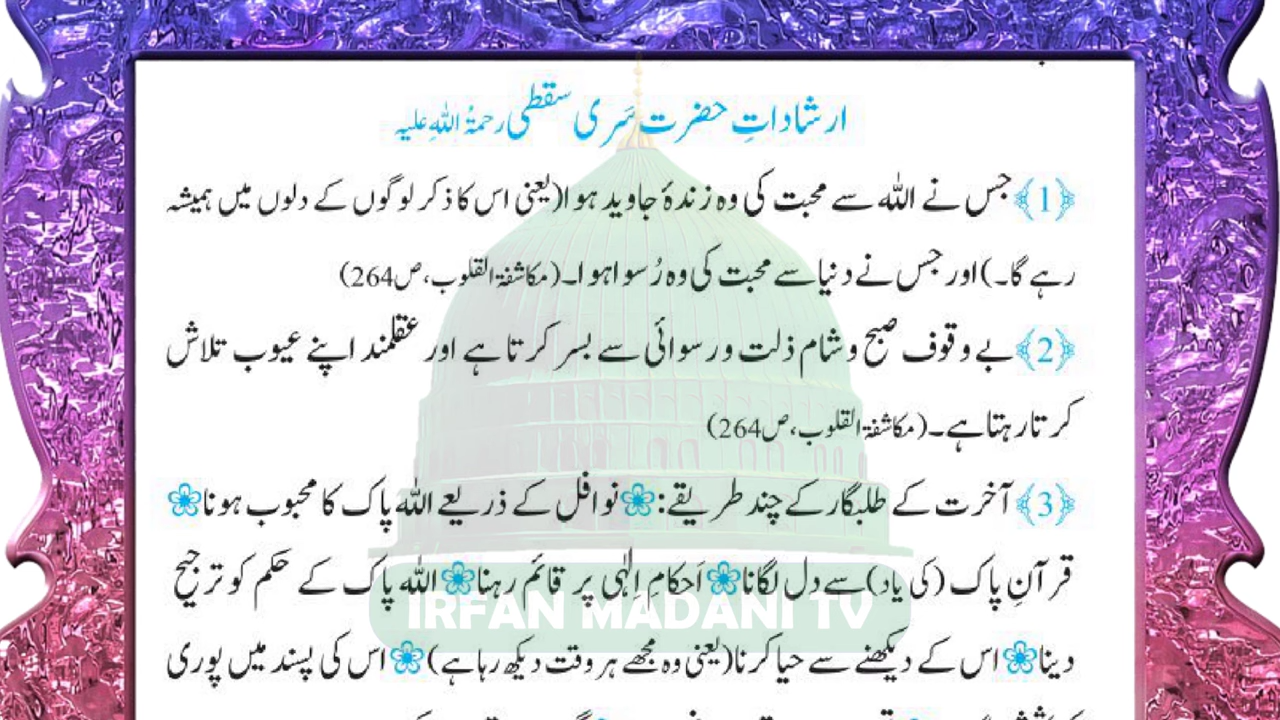 ارشاداتِ حضرت سَری سقطی رحمۃُ اللہِ علیہ
﴿1﴾ جس نے اللہ سے محبت کی وہ زندۂ جاوید ہوا (یعنی اس کا ذکر لوگوں کے دلوں میں ہمیشہ
رہے گا۔) اور جس نے دنیا سے محبت کی وہ رُسوا ہوا۔ (مکاشفۃ القلوب، ص264)
﴿2﴾ بے وقوف صبح و شام ذلت و رسوائی سے بسر کرتا ہے اور عقلمند اپنے عیوب تلاش
کرتا رہتا ہے۔ (مکاشفۃ القلوب، ص264)
﴿3﴾ آخرت کے طلبگار کے چند طریقے: ❀ نوافل کے ذریعے اللہ پاک کا محبوب ہونا ❀
قرآنِ پاک (کی یاد) سے دل لگانا ❀ اَحکامِ اِلٰہی پر قائم رہنا ❀ اللہ پاک کے حکم کو ترجیح
IRFAN MADANI TV
دینا ❀ اس کے دیکھنے سے حیا کرنا (یعنی وہ مجھے ہر وقت دیکھ رہا ہے) ❀ اس کی پسند میں پوری